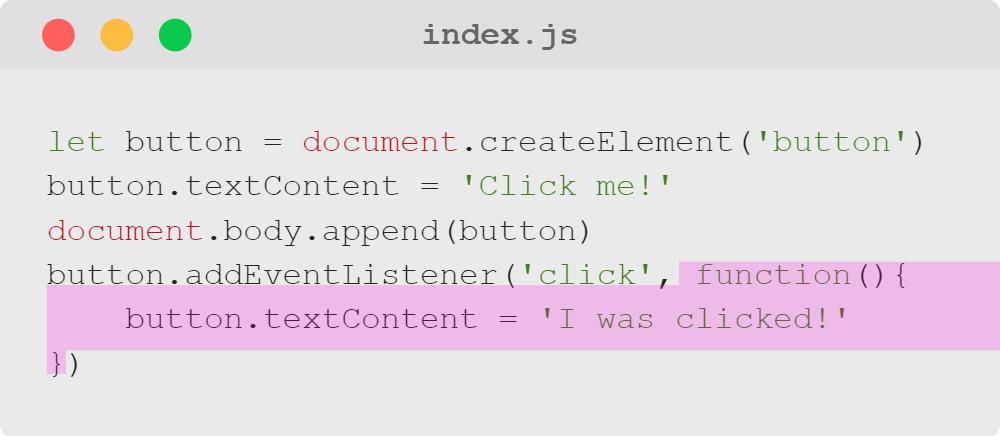 index.js
let button = document.createElement('button')
button.textContent = 'Click me!'
document.body.append(button)
button.addEventListener('click', function(){
    button.textContent = 'I was clicked!'
})